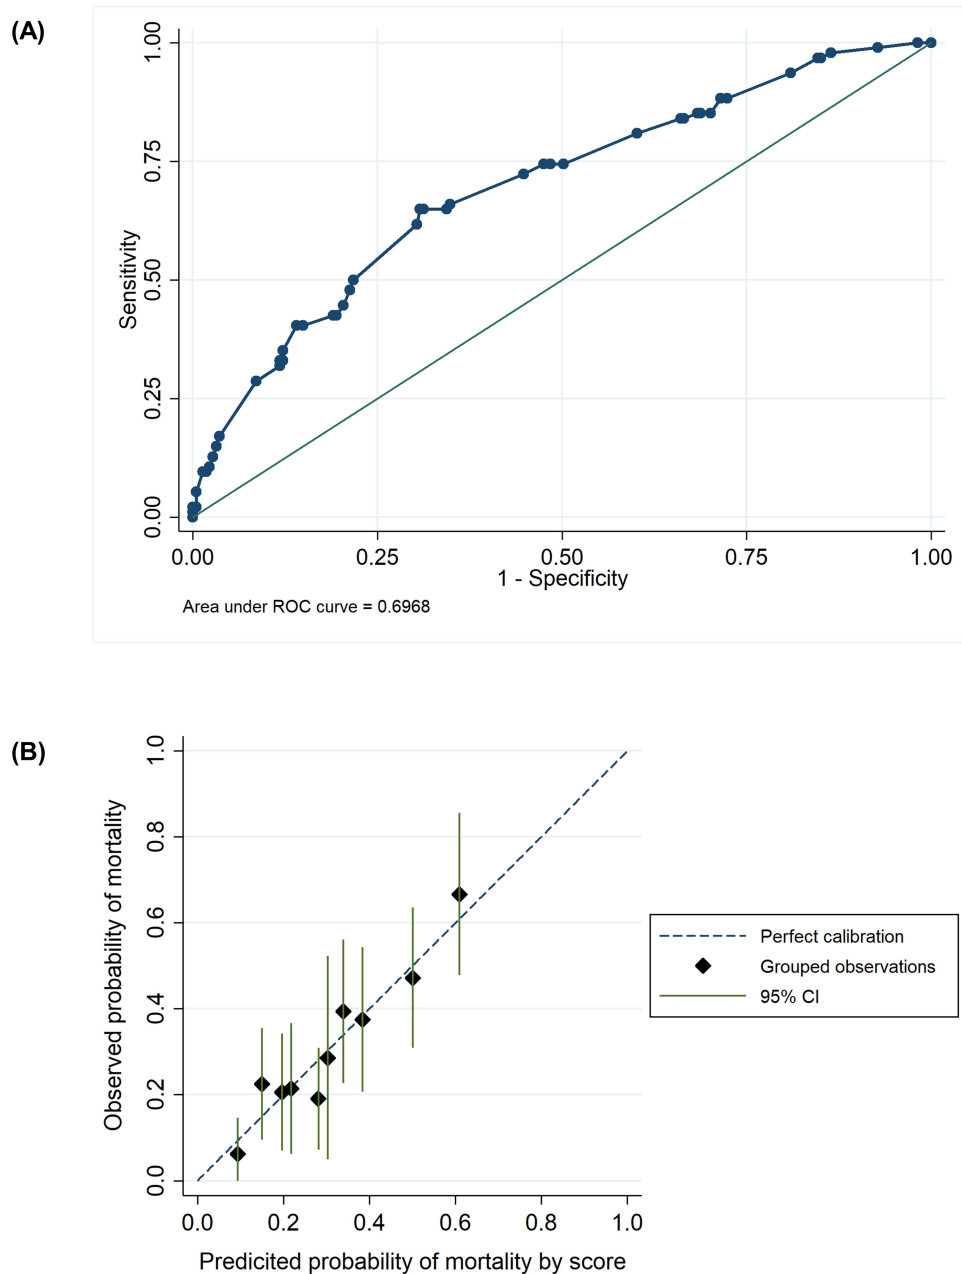 (A)
1.00
0.75
0.50
0.25
0.00
Sensitivity
0.00 0.25 0.50 0.75 1.00
1 - Specificity
Area under ROC curve = 0.6968
(B)
1.0
0.8
0.6
0.4
0.2
0.0
Observed probability of mortality
0.0 0.2 0.4 0.6 0.8 1.0
Predicited probability of mortality by score
Perfect calibration
Grouped observations
95% CI